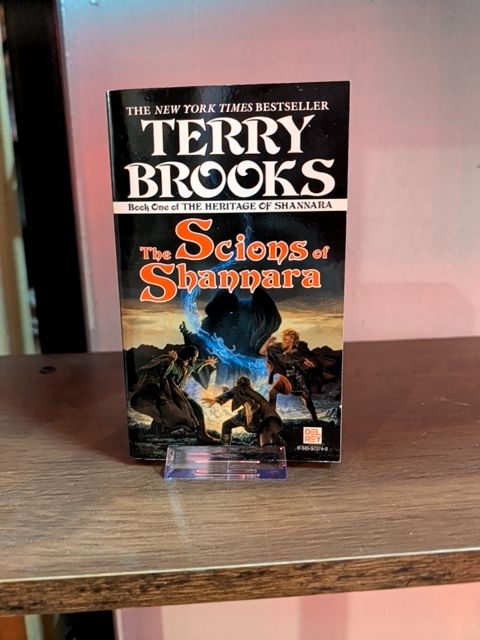 THE NEW YORK TIMES BESTSELLER
TERRY
BROOKS
Book One of THE HERITAGE OF SHANNARA
The Scions of
Shannara
DEL
REY